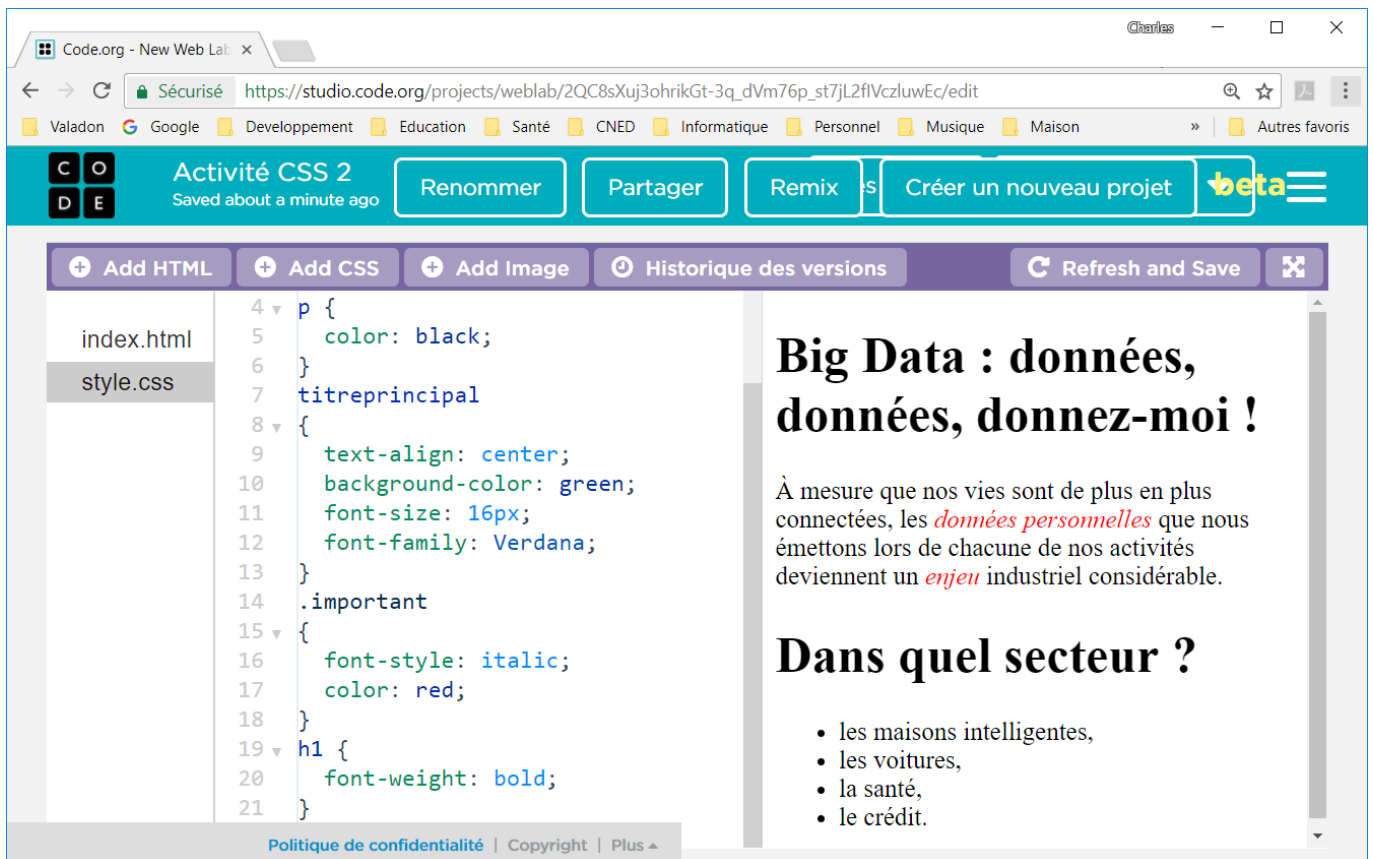 Charles
Code.org - New Web Lab
Sécurisé https://studio.code.org/projects/weblab/2QC8sXuj3ohrikGt-3q_dVm76p_st7jL2flVczluwEc/edit
Valadon Google Developpement Education Santé CNED Informatique Personnel Musique Maison » Autres favoris
CODE
Activité CSS 2
Saved about a minute ago
Renommer Partager Remix s Créer un nouveau projet beta
Add HTML Add CSS Add Image Historique des versions Refresh and Save
index.html
style.css
4 p {
5 color: black;
6 }
7 titreprincipal
8 {
9 text-align: center;
10 background-color: green;
11 font-size: 16px;
12 font-family: Verdana;
13 }
14 .important
15 {
16 font-style: italic;
17 color: red;
18 }
19 h1 {
20 font-weight: bold;
21 }
Big Data : données,
données, donnez-moi !
À mesure que nos vies sont de plus en plus
connectées, les données personnelles que nous
émettons lors de chacune de nos activités
deviennent un enjeu industriel considérable.
Dans quel secteur ?
• les maisons intelligentes,
• les voitures,
• la santé,
• le crédit.
Politique de confidentialité | Copyright | Plus